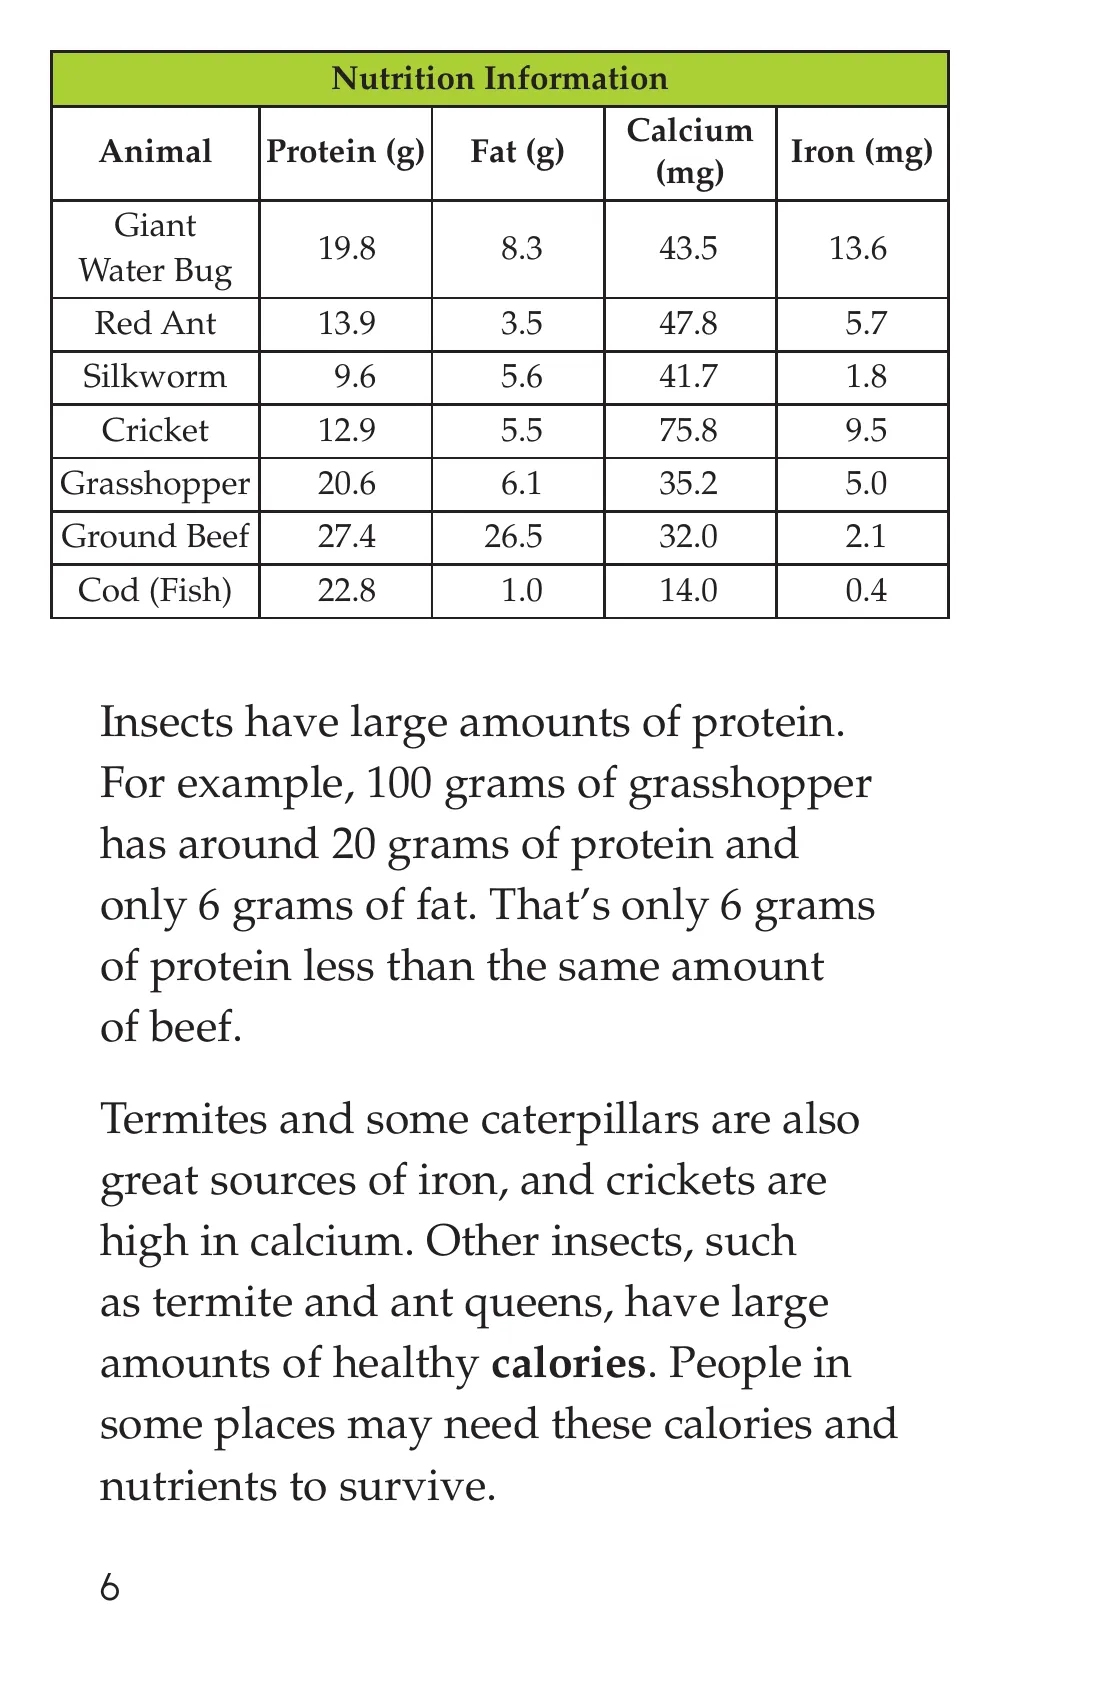 Nutrition Information
Animal Protein (g) Fat (g) Calcium (mg) Iron (mg)
Giant Water Bug 19.8 8.3 43.5 13.6
Red Ant 13.9 3.5 47.8 5.7
Silkworm 9.6 5.6 41.7 1.8
Cricket 12.9 5.5 75.8 9.5
Grasshopper 20.6 6.1 35.2 5.0
Ground Beef 27.4 26.5 32.0 2.1
Cod (Fish) 22.8 1.0 14.0 0.4
Insects have large amounts of protein.
For example, 100 grams of grasshopper
has around 20 grams of protein and
only 6 grams of fat. That’s only 6 grams
of protein less than the same amount
of beef.
Termites and some caterpillars are also
great sources of iron, and crickets are
high in calcium. Other insects, such
as termite and ant queens, have large
amounts of healthy calories. People in
some places may need these calories and
nutrients to survive.
6